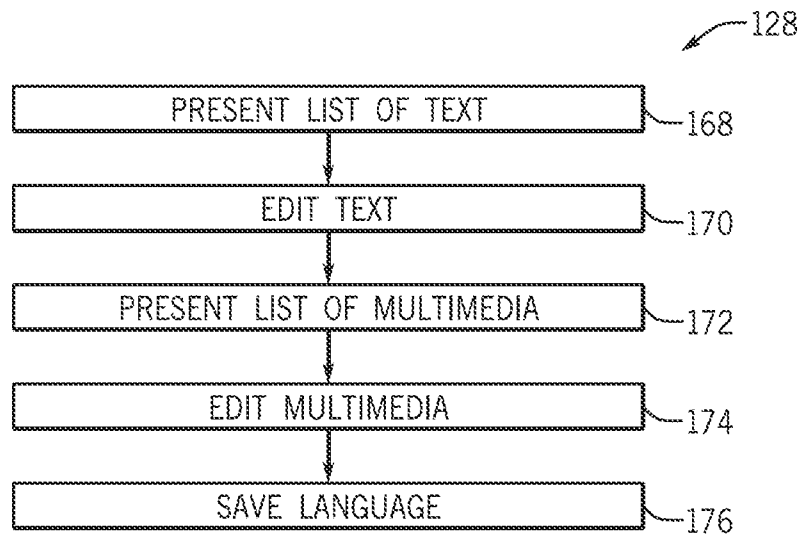 128
PRESENT LIST OF TEXT
168
EDIT TEXT
170
PRESENT LIST OF MULTIMEDIA
172
EDIT MULTIMEDIA
174
SAVE LANGUAGE
176